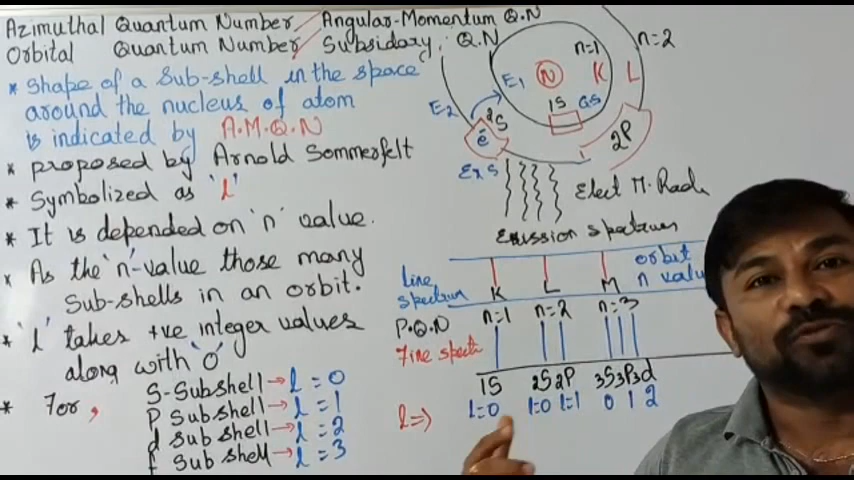 Azimuthal Quantum Number / Angular-Momentum Q.N
Orbital Quantum Number / Subsidary Q.N
* Shape of a Sub-shell in the space
around the nucleus of atom
is indicated by A.M.Q.N
* proposed by Arnold Sommerfelt
* Symbolized as 'l'
* It is depended on 'n' value.
* As the 'n'-value those many
Sub-shells in an orbit.
* 'l' takes +ve integer values
along with '0'
* For, S-Subshell → l = 0
P Subshell → l = 1
d Subshell → l = 2
f Sub shell → l = 3
n=1 n=2
E1 N K L
E2 1S GS
2S
ē 2P
Ex S
Elect M. Radn
Emission Spectrum
Line Spectrum K L M orbit
n valu
P.Q.N n=1 n=2 n=3
Fine spect
1S 2S 2P 3S 3P 3d
l⇒ l=0 l=0 l=1 0 1 2